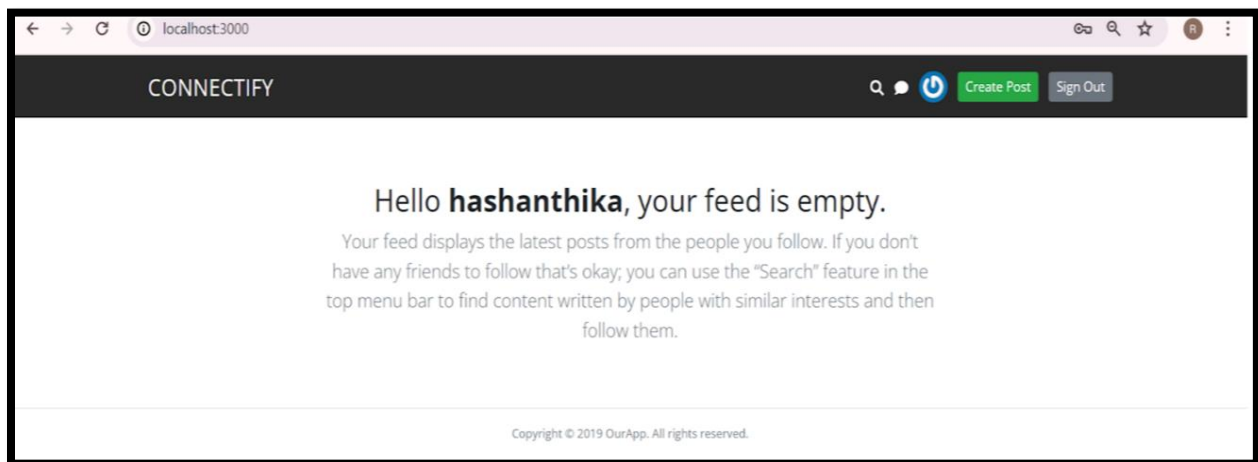 localhost:3000
R
CONNECTIFY
Create Post
Sign Out
Hello hashanthika, your feed is empty.
Your feed displays the latest posts from the people you follow. If you don’t
have any friends to follow that’s okay; you can use the “Search” feature in the
top menu bar to find content written by people with similar interests and then
follow them.
Copyright © 2019 OurApp. All rights reserved.